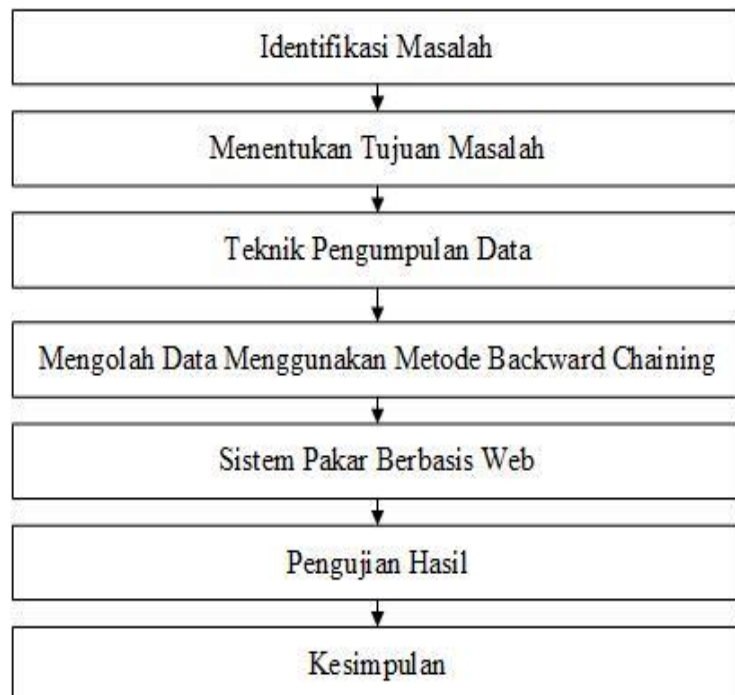 Identifikasi Masalah
Menentukan Tujuan Masalah
Teknik Pengumpulan Data
Mengolah Data Menggunakan Metode Backward Chaining
Sistem Pakar Berbasis Web
Pengujian Hasil
Kesimpulan